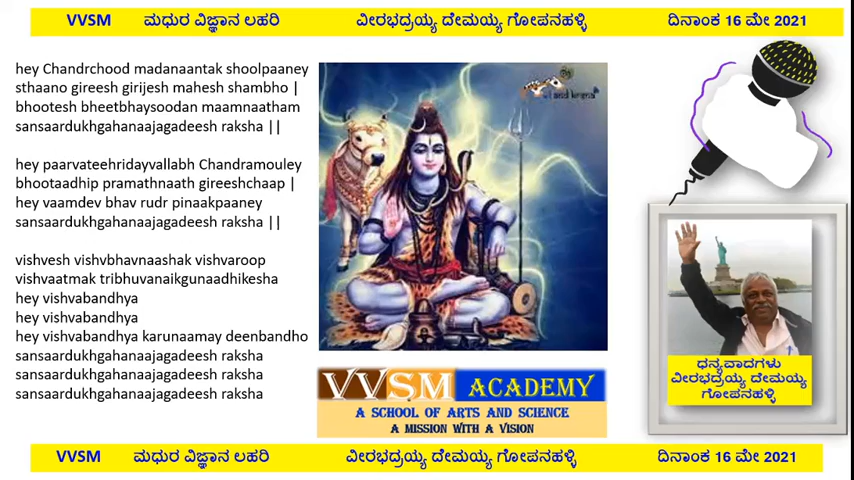 VVSM ಮಧುರ ವಿಜ್ಞಾನ ಲಹರಿ ವೀರಭದ್ರಯ್ಯ ದೇಮಯ್ಯ ಗೋಪನಹಳ್ಳಿ ದಿನಾಂಕ 16 ಮೇ 2021
hey Chandrchood madanaantak shoolpaaney
sthaano gireesh girijesh mahesh shambho |
bhootesh bheetbhaysoodan maamnaatham
sansaardukhgahanaajagadeesh raksha ||
hey paarvateehridayvallabh Chandramouley
bhootaadhip pramathnaath gireeshchaap |
hey vaamdev bhav rudr pinaakpaaney
sansaardukhgahanaajagadeesh raksha ||
vishvesh vishvbhavnaashak vishvaroop
vishvaatmak tribhuvanaikgunaadhikesha
hey vishvabandhya
hey vishvabandhya
hey vishvabandhya karunaamay deenbandho
sansaardukhgahanaajagadeesh raksha
sansaardukhgahanaajagadeesh raksha
sansaardukhgahanaajagadeesh raksha
VVSM ACADEMY
A SCHOOL OF ARTS AND SCIENCE
A MISSION WITH A VISION
ಧನ್ಯವಾದಗಳು
ವೀರಭದ್ರಯ್ಯ ದೇಮಯ್ಯ
ಗೋಪನಹಳ್ಳಿ
VVSM ಮಧುರ ವಿಜ್ಞಾನ ಲಹರಿ ವೀರಭದ್ರಯ್ಯ ದೇಮಯ್ಯ ಗೋಪನಹಳ್ಳಿ ದಿನಾಂಕ 16 ಮೇ 2021